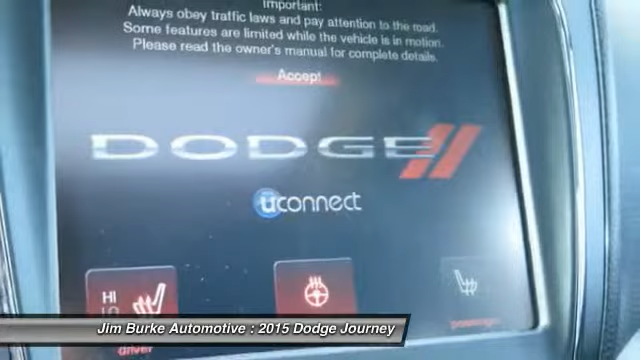 Important:
Always obey traffic laws and pay attention to the road.
Some features are limited while the vehicle is in motion.
Please read the owner's manual for complete details.
Accept
DODGE
uconnect
HI
LO
Jim Burke Automotive : 2015 Dodge Journey
driver
passenger